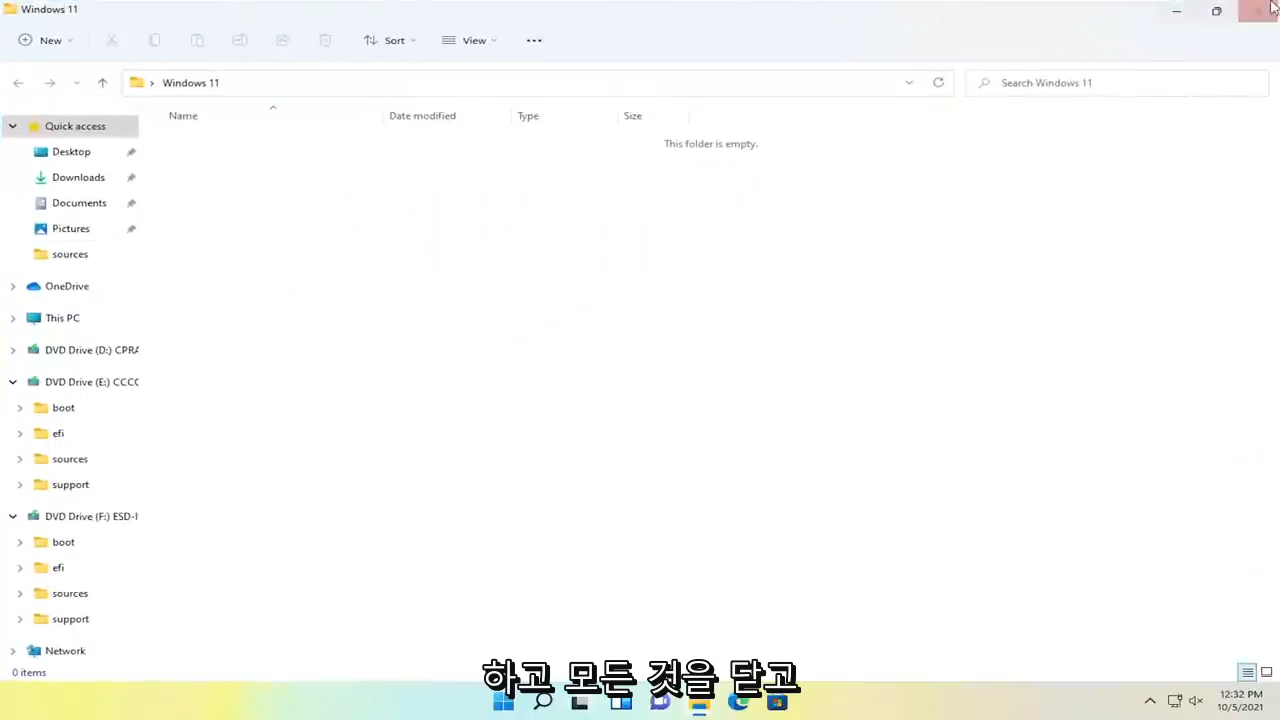 Windows 11
New
Sort
View
Windows 11
Search Windows 11
Name
Date modified
Type
Size
This folder is empty.
Quick access
Desktop
Downloads
Documents
Pictures
sources
OneDrive
This PC
DVD Drive (D:) CPRA
DVD Drive (E:) CCCC
boot
efi
sources
support
DVD Drive (F:) ESD-I
boot
efi
sources
support
Network
0 items
하고 모든 것을 닫고
12:32 PM
10/5/2021